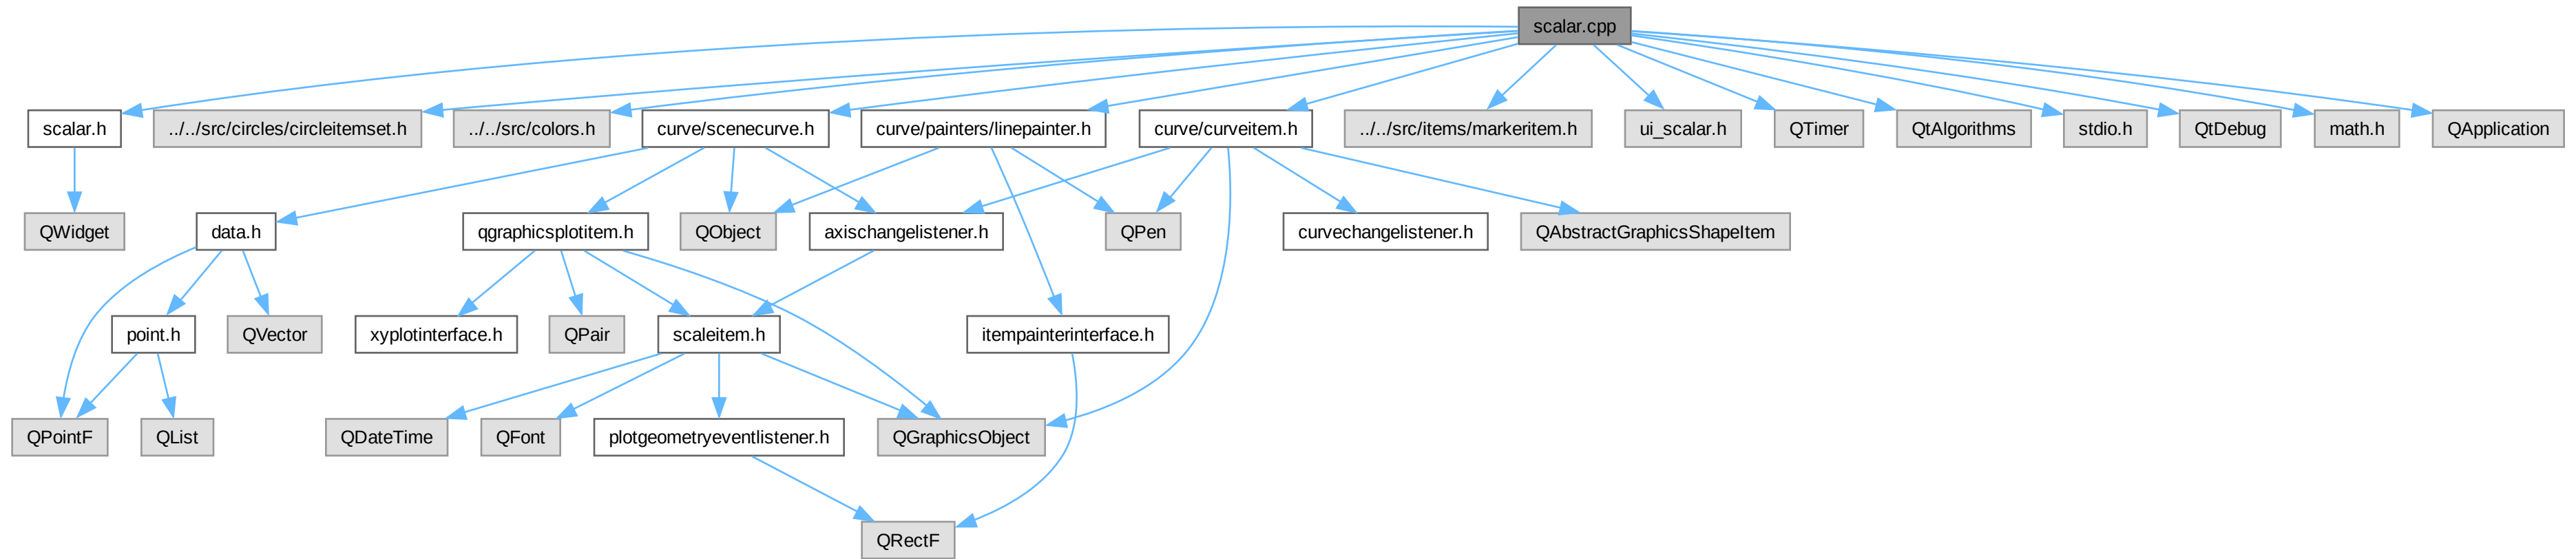 scalar.cpp
scalar.h
../../src/circles/circleitemset.h
../../src/colors.h
curve/scenecurve.h
curve/painters/linepainter.h
curve/curveitem.h
../../src/items/markeritem.h
ui_scalar.h
QTimer
QtAlgorithms
stdio.h
QtDebug
math.h
QApplication
QWidget
data.h
qgraphicsplotitem.h
QObject
axischangelistener.h
QPen
curvechangelistener.h
QAbstractGraphicsShapeItem
point.h
QVector
xyplotinterface.h
QPair
scaleitem.h
itempainterinterface.h
QPointF
QList
QDateTime
QFont
plotgeometryeventlistener.h
QGraphicsObject
QRectF